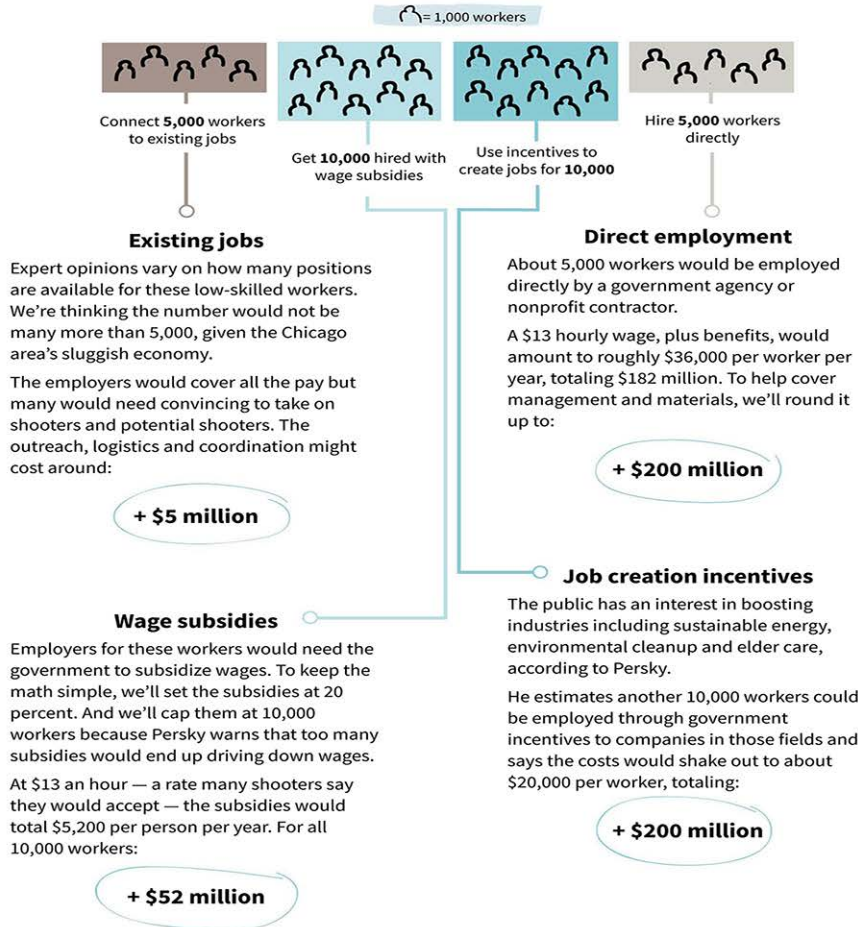 = 1,000 workers
Connect 5,000 workers
to existing jobs
Get 10,000 hired with
wage subsidies
Use incentives to
create jobs for 10,000
Hire 5,000 workers
directly
Existing jobs
Expert opinions vary on how many positions
are available for these low-skilled workers.
We're thinking the number would not be
many more than 5,000, given the Chicago
area's sluggish economy.
The employers would cover all the pay but
many would need convincing to take on
shooters and potential shooters. The
outreach, logistics and coordination might
cost around:
+ $5 million
Direct employment
About 5,000 workers would be employed
directly by a government agency or
nonprofit contractor.
A $13 hourly wage, plus benefits, would
amount to roughly $36,000 per worker per
year, totaling $182 million. To help cover
management and materials, we'll round it
up to:
+ $200 million
Wage subsidies
Employers for these workers would need the
government to subsidize wages. To keep the
math simple, we'll set the subsidies at 20
percent. And we'll cap them at 10,000
workers because Persky warns that too many
subsidies would end up driving down wages.
At $13 an hour — a rate many shooters say
they would accept — the subsidies would
total $5,200 per person per year. For all
10,000 workers:
+ $52 million
Job creation incentives
The public has an interest in boosting
industries including sustainable energy,
environmental cleanup and elder care,
according to Persky.
He estimates another 10,000 workers could
be employed through government
incentives to companies in those fields and
says the costs would shake out to about
$20,000 per worker, totaling:
+ $200 million